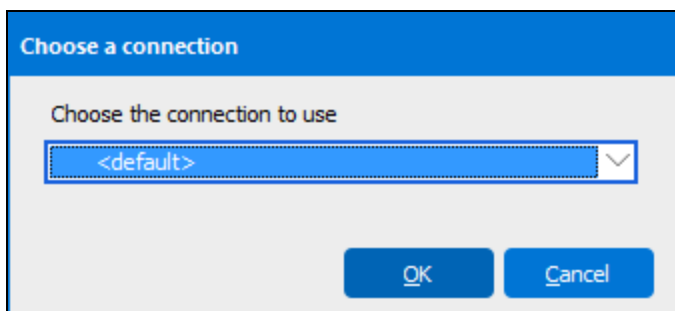 Choose a connection
Choose the connection to use
<default>
OK
Cancel